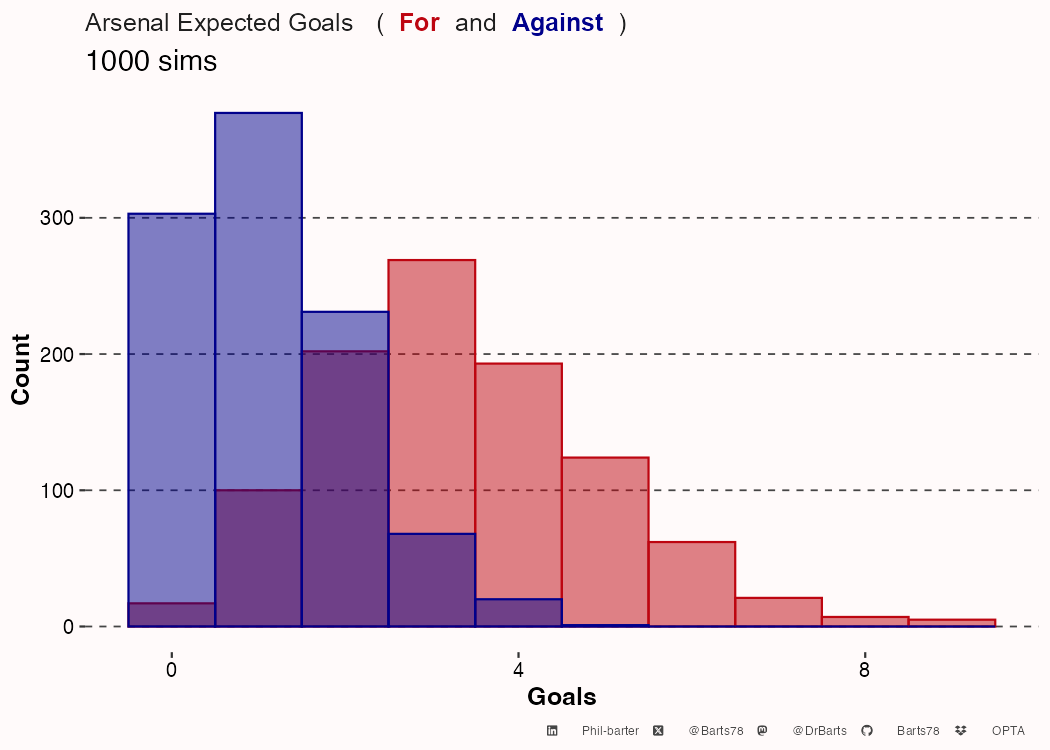 Arsenal Expected Goals ( For and Against )
1000 sims
300
200
100
0
Count
0 4 8
Goals
Phil-barter @Barts78 @DrBarts Barts78 OPTA